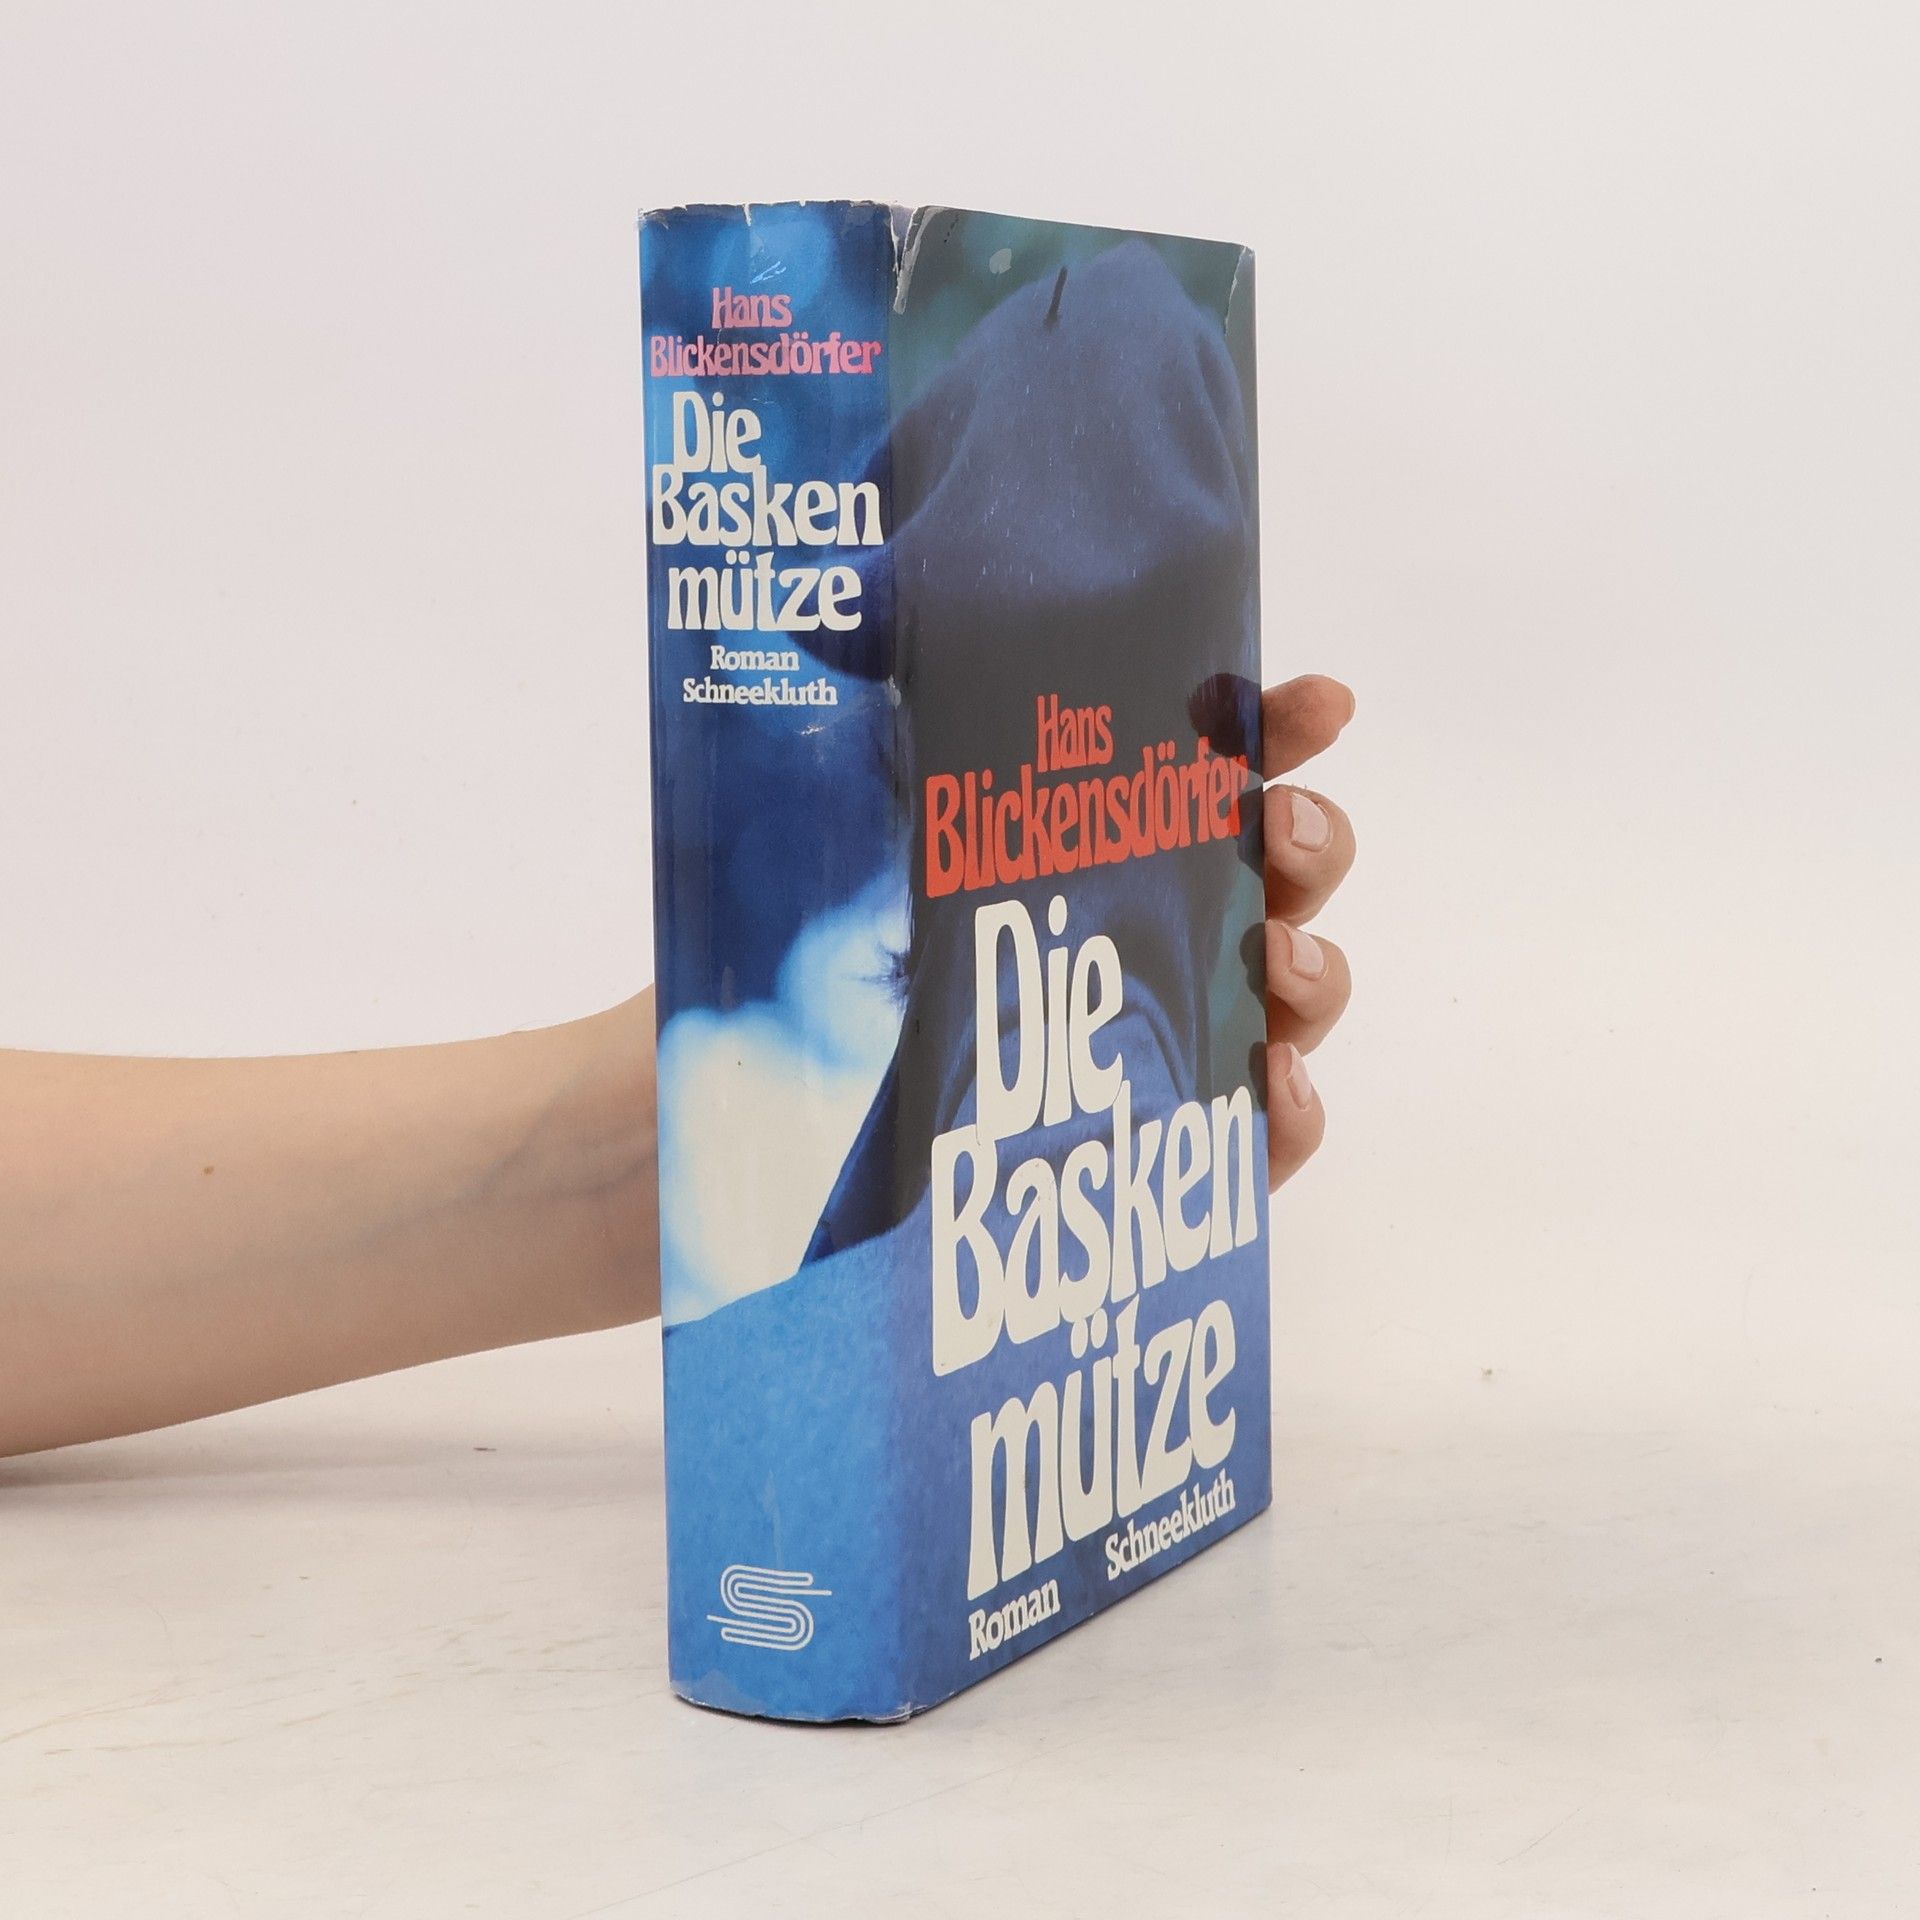 Hans
Blickensdörfer
Die
Basken
mütze
Roman
Schneekluth
Hans
Blickensdörfer
Die
Basken
mütze
Roman Schneekluth